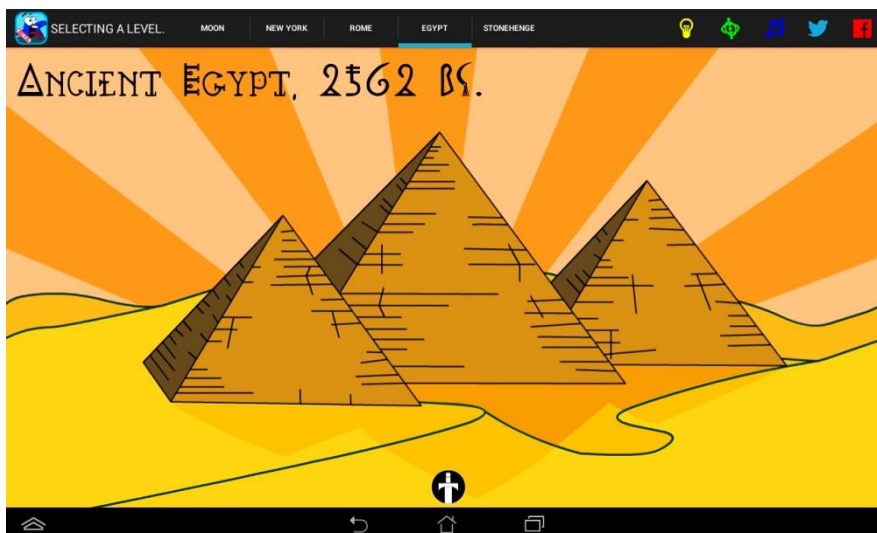 SELECTING A LEVEL. MOON NEW YORK ROME EGYPT STONEHENGE
Ancient Egypt, 2562 BC.